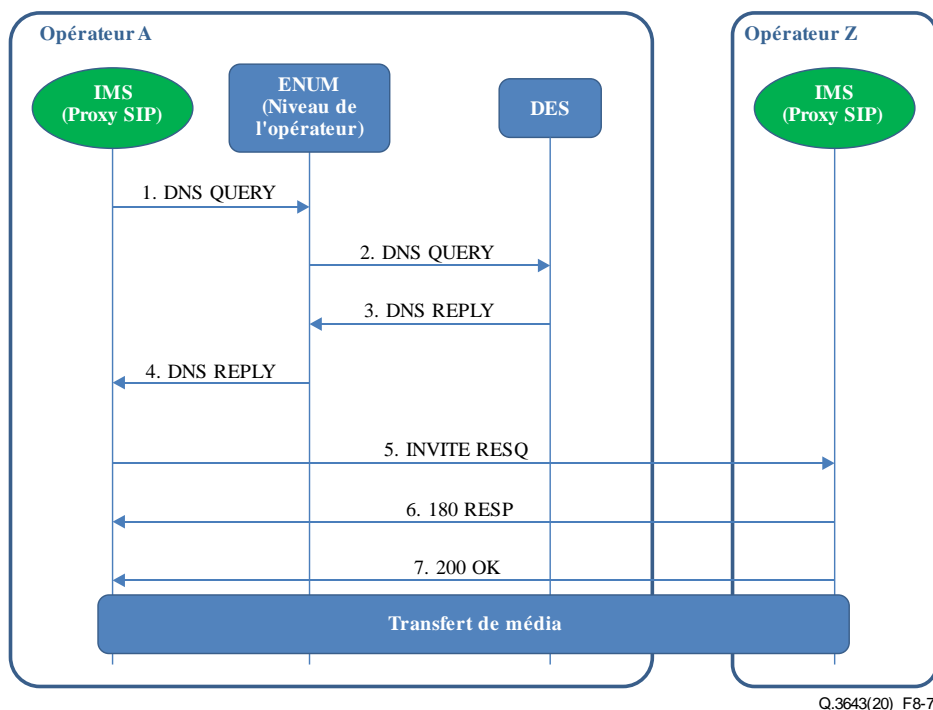 Opérateur A
Opérateur Z
IMS
(Proxy SIP)
ENUM
(Niveau de
l'opérateur)
DES
IMS
(Proxy SIP)
1. DNS QUERY
2. DNS QUERY
3. DNS REPLY
4. DNS REPLY
5. INVITE RESQ
6. 180 RESP
7. 200 OK
Transfert de média
Q.3643(20)_F8-7